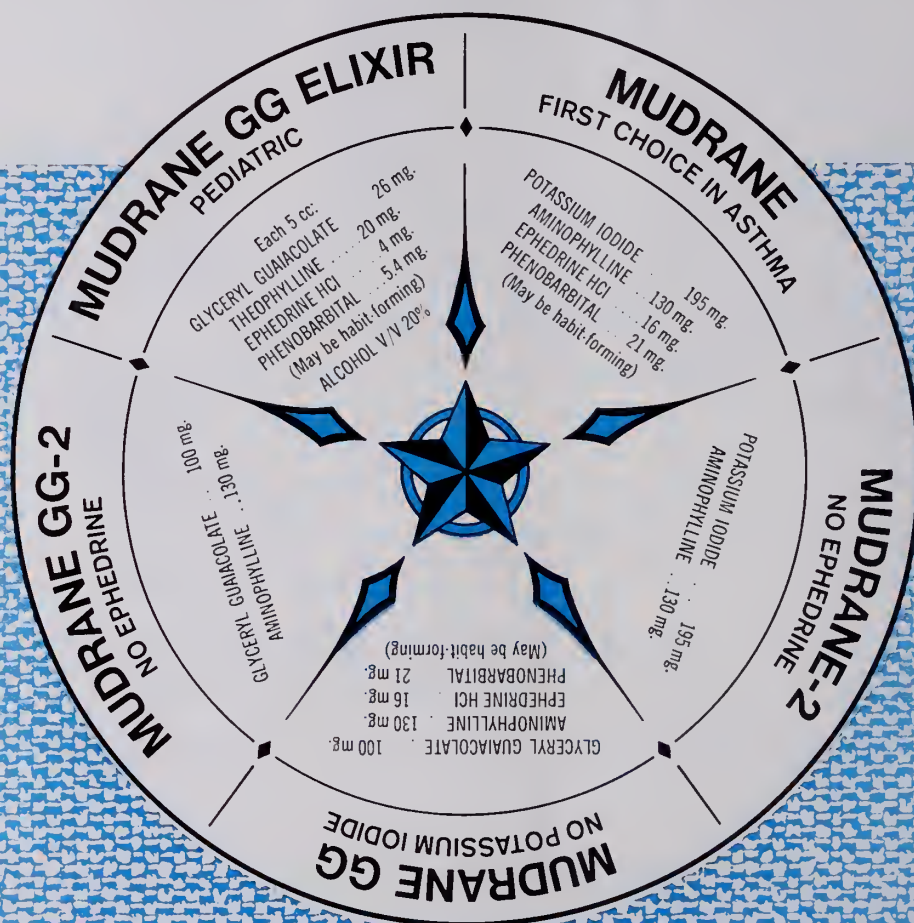 MUDRANE GG ELIXIR
PEDIATRIC
Each 5 cc:
GLYCERYL GUAIACOLATE 26 mg.
THEOPHYLLINE .... 20 mg.
EPHEDRINE HCl .... 4 mg.
PHENOBARBITAL ... 5.4 mg.
(May be habit-forming)
ALCOHOL V/V 20%
MUDRANE
FIRST CHOICE IN ASTHMA
POTASSIUM IODIDE . 195 mg.
AMINOPHYLLINE . . 130 mg.
EPHEDRINE HCl .... 16 mg.
PHENOBARBITAL ... 21 mg.
(May be habit-forming)
MUDRANE-2
NO EPHEDRINE
POTASSIUM IODIDE . 195 mg.
AMINOPHYLLINE . . 130 mg.
MUDRANE GG
NO POTASSIUM IODIDE
GLYCERYL GUAIACOLATE . 100 mg.
AMINOPHYLLINE . 130 mg.
EPHEDRINE HCl . 16 mg.
PHENOBARBITAL 21 mg.
(May be habit-forming)
MUDRANE GG-2
NO EPHEDRINE
GLYCERYL GUAIACOLATE . . 100 mg.
AMINOPHYLLINE . . 130 mg.